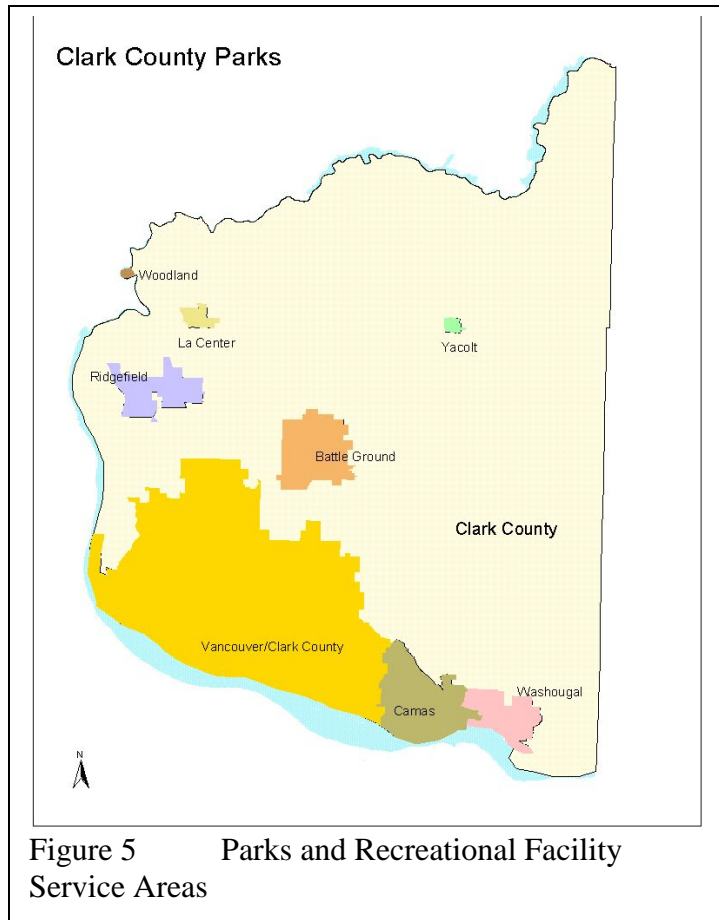 Clark County Parks
Woodland
La Center
Yacolt
Ridgefield
Battle Ground
Clark County
Vancouver/Clark County
Washougal
Camas
N
Figure 5 Parks and Recreational Facility
Service Areas